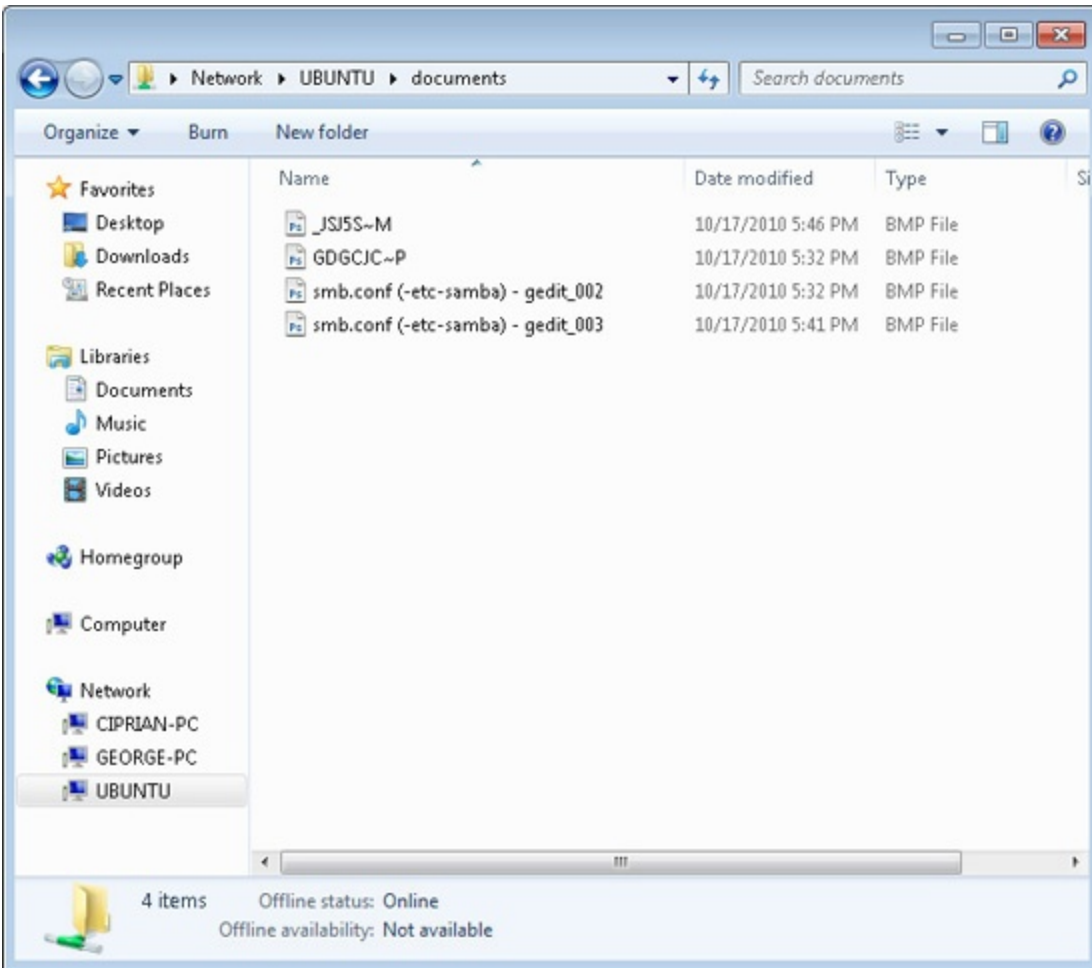 Network ▸ UBUNTU ▸ documents
Search documents
Organize Burn New folder
Name Date modified Type Si
_JSJ5S~M 10/17/2010 5:46 PM BMP File
GDGCJC~P 10/17/2010 5:32 PM BMP File
smb.conf (-etc-samba) - gedit_002 10/17/2010 5:32 PM BMP File
smb.conf (-etc-samba) - gedit_003 10/17/2010 5:41 PM BMP File
Favorites
Desktop
Downloads
Recent Places
Libraries
Documents
Music
Pictures
Videos
Homegroup
Computer
Network
CIPRIAN-PC
GEORGE-PC
UBUNTU
4 items Offline status: Online
Offline availability: Not available